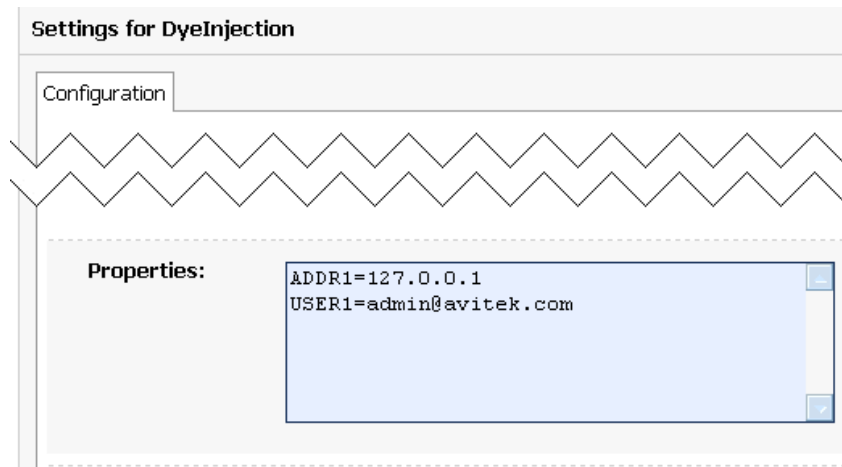 Settings for DyeInjection
Configuration
Properties:
ADDR1=127.0.0.1
USER1=admin@avitek.com